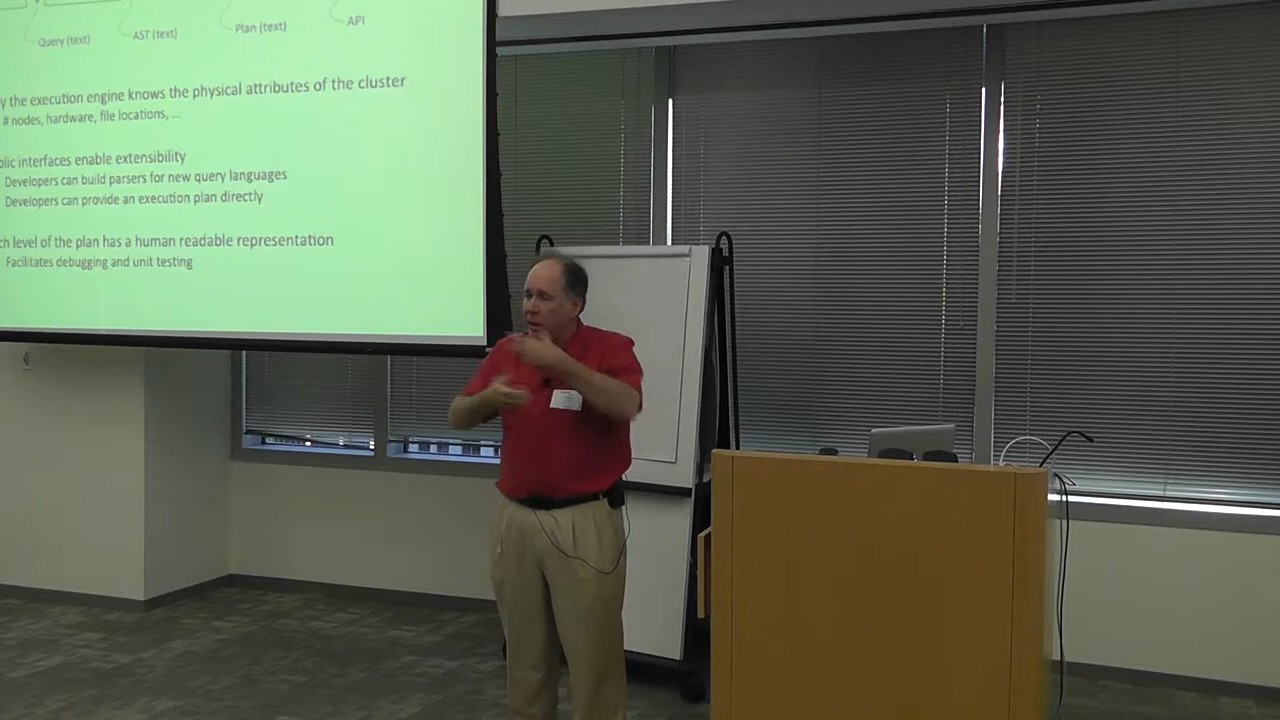 Query (text) AST (text) Plan (text) API
y the execution engine knows the physical attributes of the cluster
# nodes, hardware, file locations, ...
blic interfaces enable extensibility
Developers can build parsers for new query languages
Developers can provide an execution plan directly
ch level of the plan has a human readable representation
Facilitates debugging and unit testing